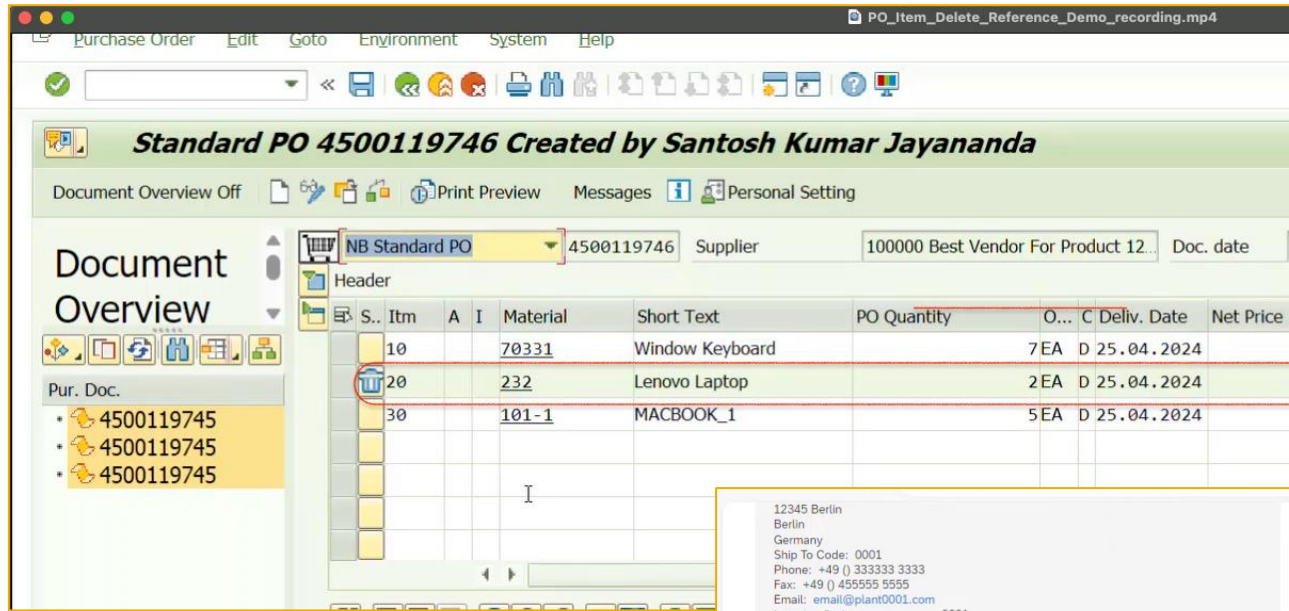 PO_Item_Delete_Reference_Demo_recording.mp4
Purchase Order Edit Goto Environment System Help
Standard PO 4500119746 Created by Santosh Kumar Jayananda
Document Overview Off Print Preview Messages Personal Setting
Document
Overview
Pur. Doc.
4500119745
4500119745
4500119745
NB Standard PO 4500119746 Supplier 100000 Best Vendor For Product 12... Doc. date
Header
S.. Itm A I Material Short Text PO Quantity O... C Deliv. Date Net Price
10 70331 Window Keyboard 7 EA D 25.04.2024
20 232 Lenovo Laptop 2 EA D 25.04.2024
30 101-1 MACBOOK_1 5 EA D 25.04.2024
12345 Berlin
Berlin
Germany
Ship To Code: 0001
Phone: +49 () 333333 3333
Fax: +49 () 455555 5555
Email: email@plant0001.com